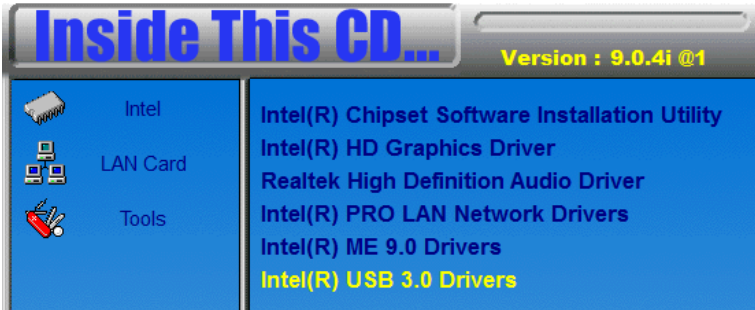 Inside This CD...
Version : 9.0.4i @1
Intel
LAN Card
Tools
Intel(R) Chipset Software Installation Utility
Intel(R) HD Graphics Driver
Realtek High Definition Audio Driver
Intel(R) PRO LAN Network Drivers
Intel(R) ME 9.0 Drivers
Intel(R) USB 3.0 Drivers